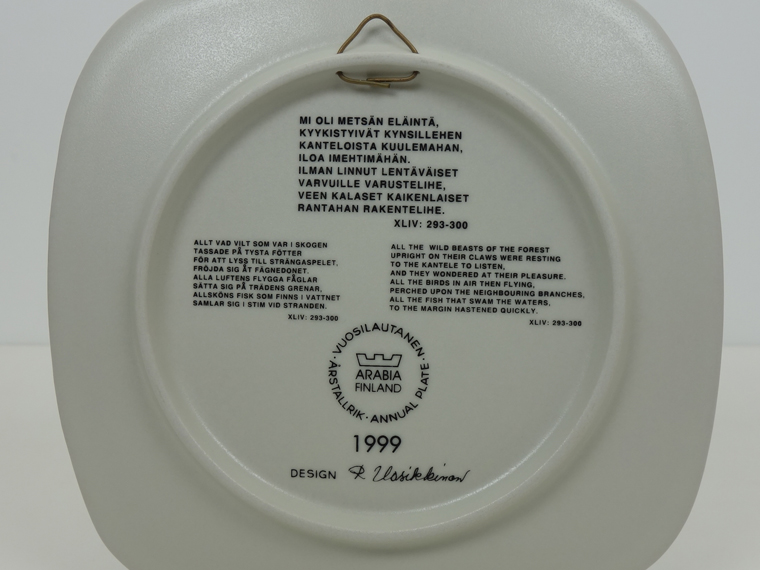 MI OLI METSÄN ELÄINTÄ,
KYYKISTYIVÄT KYNSILLEHEN
KANTELOISTA KUULEMAHAN,
ILOA IMEHTIMÄHÄN.
ILMAN LINNUT LENTÄVÄISET
VARVUILLE VARUSTELIHE,
VEEN KALASET KAIKENLAISET
RANTAHAN RAKENTELIHE.
XLIV: 293-300
ALLT VAD VILT SOM VAR I SKOGEN
TASSADE PÅ TYSTA FÖTTER
FÖR ATT LYSS TILL STRÄNGASPELET,
FRÖJDA SIG ÅT FÄGNEDONET.
ALLA LUFTENS FLYGGA FÅGLAR
SÄTTA SIG PÅ TRÄDENS GRENAR,
ALLSKÖNS FISK SOM FINNS I VATTNET
SAMLAR SIG I STIM VID STRANDEN.
XLIV: 293-300
ALL THE WILD BEASTS OF THE FOREST
UPRIGHT ON THEIR CLAWS WERE RESTING
TO THE KANTELE TO LISTEN,
AND THEY WONDERED AT THEIR PLEASURE.
ALL THE BIRDS IN AIR THEN FLYING,
PERCHED UPON THE NEIGHBOURING BRANCHES,
ALL THE FISH THAT SWAM THE WATERS,
TO THE MARGIN HASTENED QUICKLY.
XLIV: 293-300
·VUOSILAUTANEN·
ÅRSTALLRIK·ANNUAL PLATE
ARABIA
FINLAND
1999
DESIGN R Uosikkinen